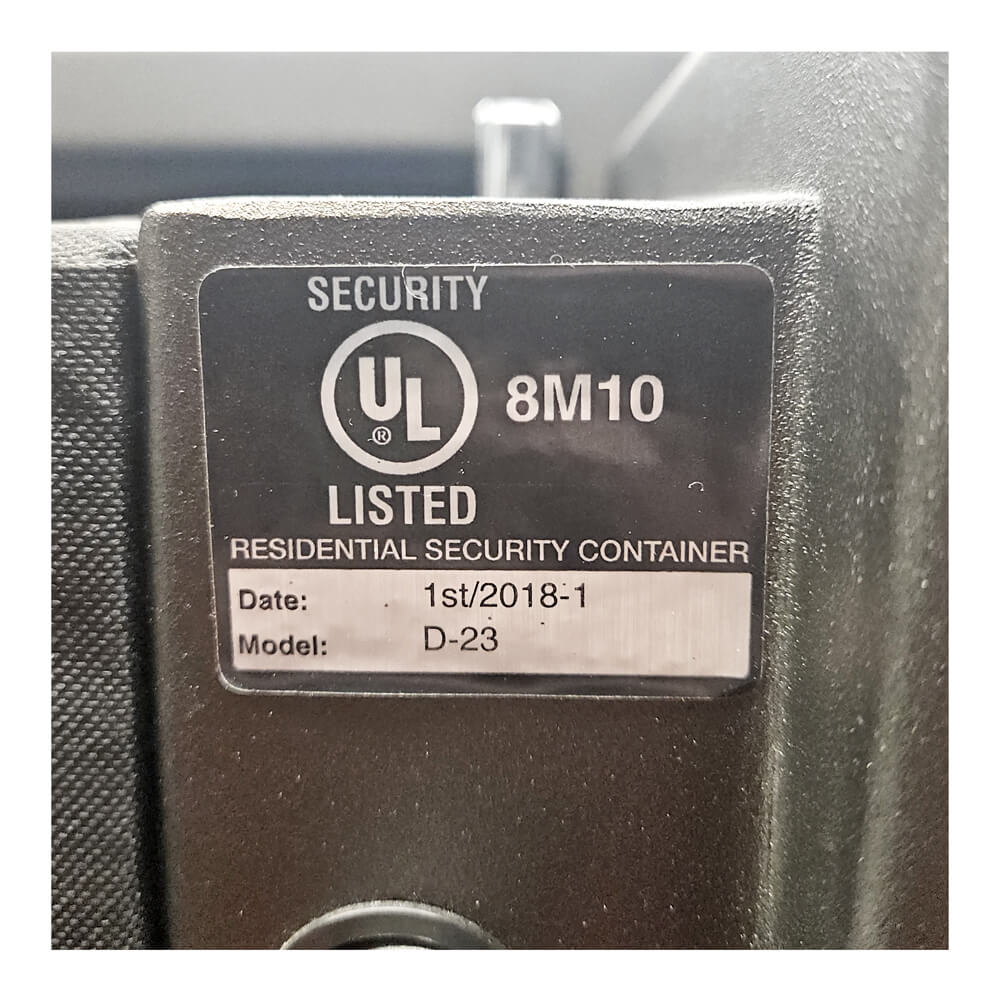 SECURITY
UL® 8M10
LISTED
RESIDENTIAL SECURITY CONTAINER
Date: 1st/2018-1
Model: D-23